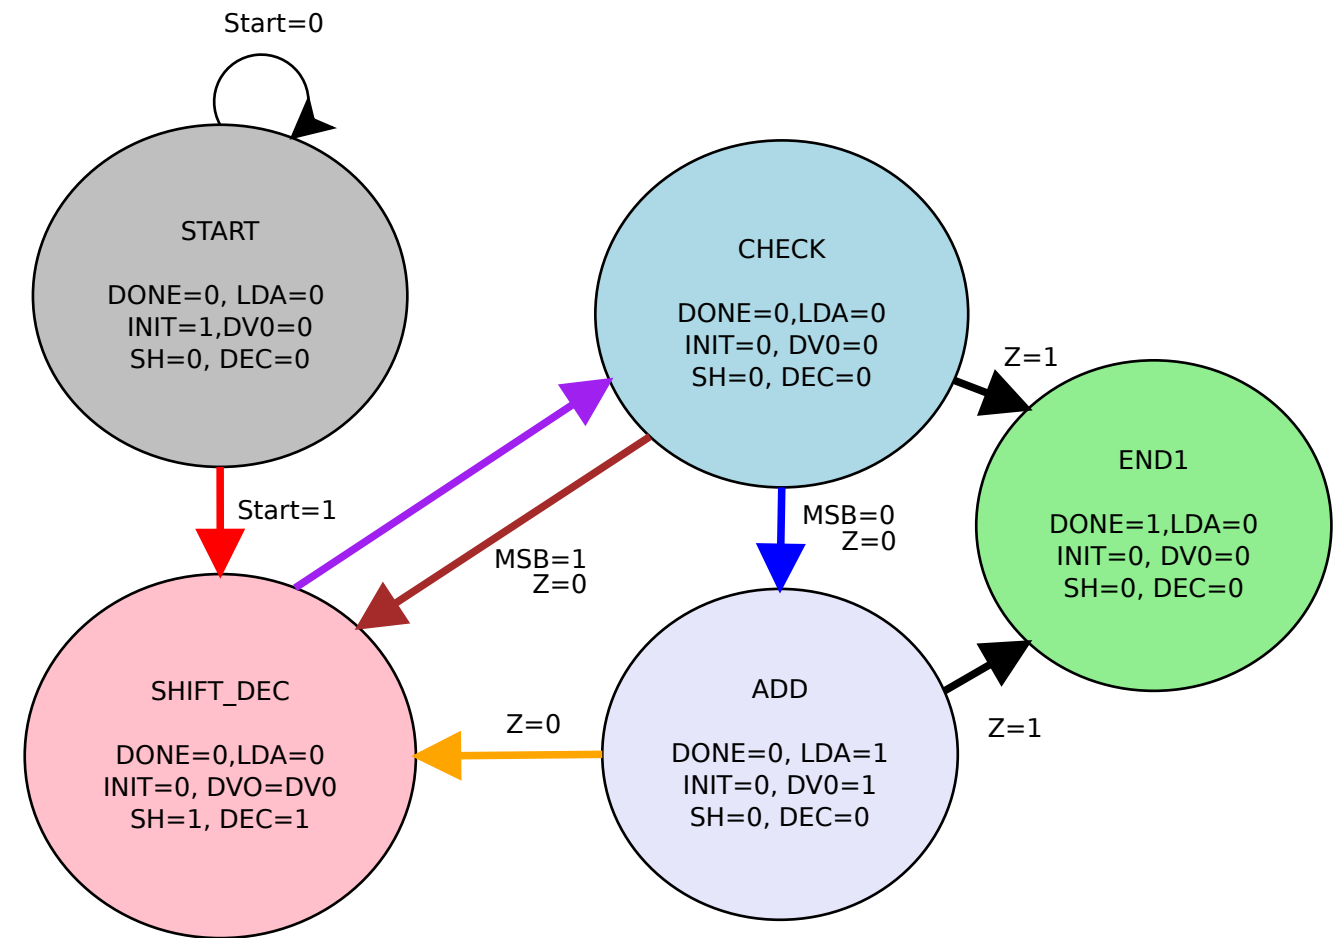 Start=0
START
DONE=0, LDA=0
INIT=1,DV0=0
SH=0, DEC=0
CHECK
DONE=0,LDA=0
INIT=0, DV0=0
SH=0, DEC=0
Z=1
END1
DONE=1,LDA=0
INIT=0, DV0=0
SH=0, DEC=0
Start=1
MSB=1
Z=0
MSB=0
Z=0
SHIFT_DEC
DONE=0,LDA=0
INIT=0, DVO=DV0
SH=1, DEC=1
Z=0
ADD
DONE=0, LDA=1
INIT=0, DV0=1
SH=0, DEC=0
Z=1